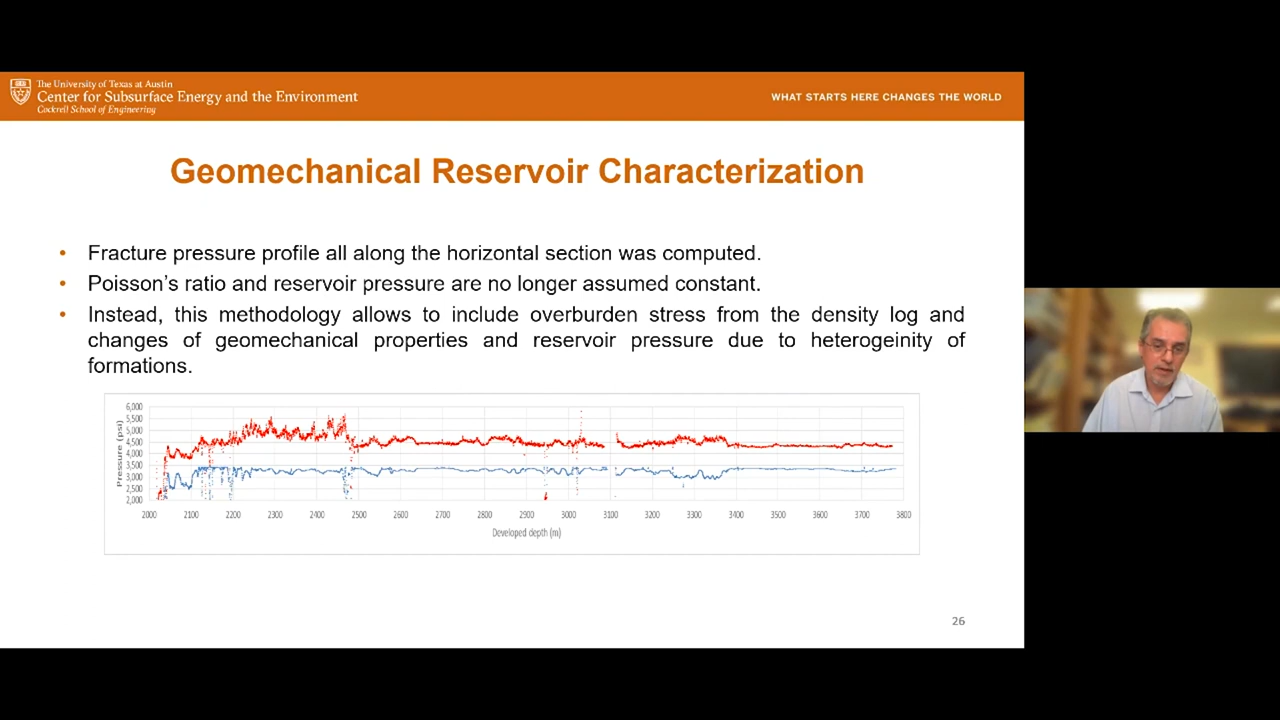 The University of Texas at Austin
Center for Subsurface Energy and the Environment
Cockrell School of Engineering
WHAT STARTS HERE CHANGES THE WORLD
Geomechanical Reservoir Characterization
• Fracture pressure profile all along the horizontal section was computed.
• Poisson's ratio and reservoir pressure are no longer assumed constant.
• Instead, this methodology allows to include overburden stress from the density log and
changes of geomechanical properties and reservoir pressure due to heterogeinity of
formations.
Pressure (psi)
6,000
5,500
5,000
4,500
4,000
3,500
3,000
2,500
2,000
2000 2100 2200 2300 2400 2500 2600 2700 2800 2900 3000 3100 3200 3300 3400 3500 3600 3700 3800
Developed depth (m)
26